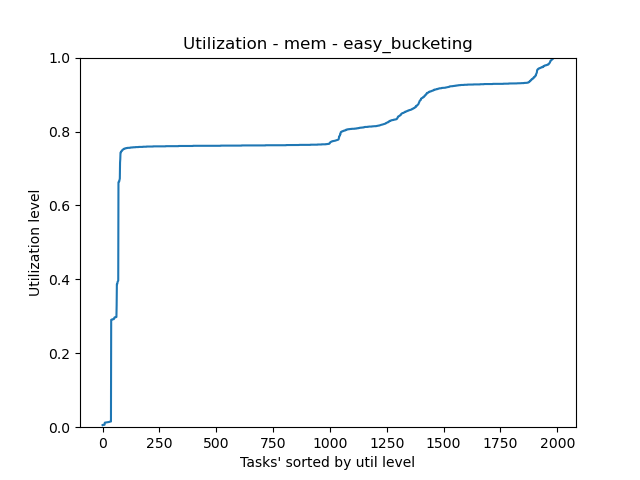 Utilization - mem - easy_bucketing
1.0
0.8
0.6
0.4
0.2
0.0
Utilization level
0 250 500 750 1000 1250 1500 1750 2000
Tasks' sorted by util level